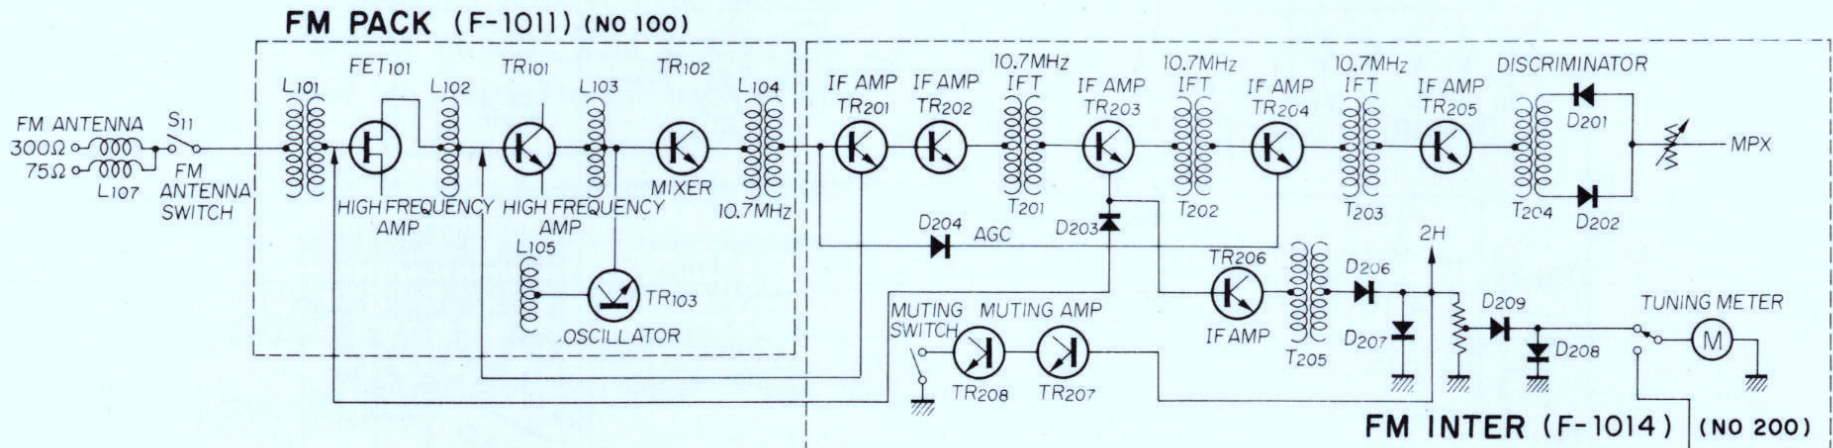 FM PACK (F-1011) (NO 100)
FET101
TR101
TR102
L101
L102
L103
L104
FM ANTENNA
300Ω
75Ω
L107
S11
FM
ANTENNA
SWITCH
HIGH FREQUENCY
AMP
HIGH FREQUENCY
AMP
MIXER
10.7MHz
L105
TR103
OSCILLATOR
IF AMP
TR201
IF AMP
TR202
10.7MHz
IFT
T201
IF AMP
TR203
10.7MHz
IFT
T202
IF AMP
TR204
10.7MHz
IFT
T203
IF AMP
TR205
DISCRIMINATOR
D201
T204
D202
MPX
D204
AGC
D203
TR206
IF AMP
T205
D206
D207
2H
D209
D208
TUNING METER
M
MUTING
SWITCH
MUTING AMP
TR208
TR207
FM INTER (F-1014) (NO 200)